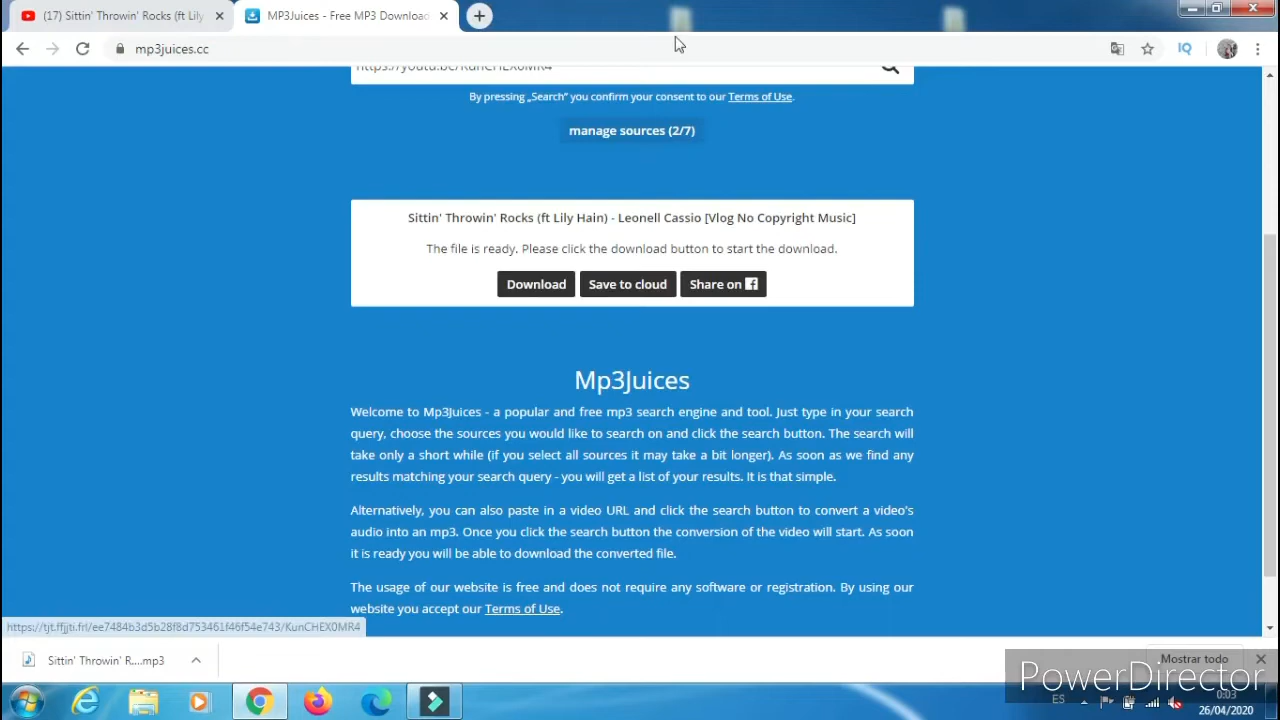 (17) Sittin' Throwin' Rocks (ft Lily
MP3Juices - Free MP3 Downloa
mp3juices.cc
https://youtu.be/KunCHEX0MR4
By pressing „Search" you confirm your consent to our Terms of Use.
manage sources (2/7)
Sittin' Throwin' Rocks (ft Lily Hain) - Leonell Cassio [Vlog No Copyright Music]
The file is ready. Please click the download button to start the download.
Download Save to cloud Share on
Mp3Juices
Welcome to Mp3Juices - a popular and free mp3 search engine and tool. Just type in your search
query, choose the sources you would like to search on and click the search button. The search will
take only a short while (if you select all sources it may take a bit longer). As soon as we find any
results matching your search query - you will get a list of your results. It is that simple.
Alternatively, you can also paste in a video URL and click the search button to convert a video's
audio into an mp3. Once you click the search button the conversion of the video will start. As soon
it is ready you will be able to download the converted file.
The usage of our website is free and does not require any software or registration. By using our
website you accept our Terms of Use.
https://tjt.ffjjti.frl/ee7484b3d5b28f8d753461f46f54e743/KunCHEX0MR4
Sittin' Throwin' R....mp3
Mostrar todo
PowerDirector
ES
0:03
26/04/2020